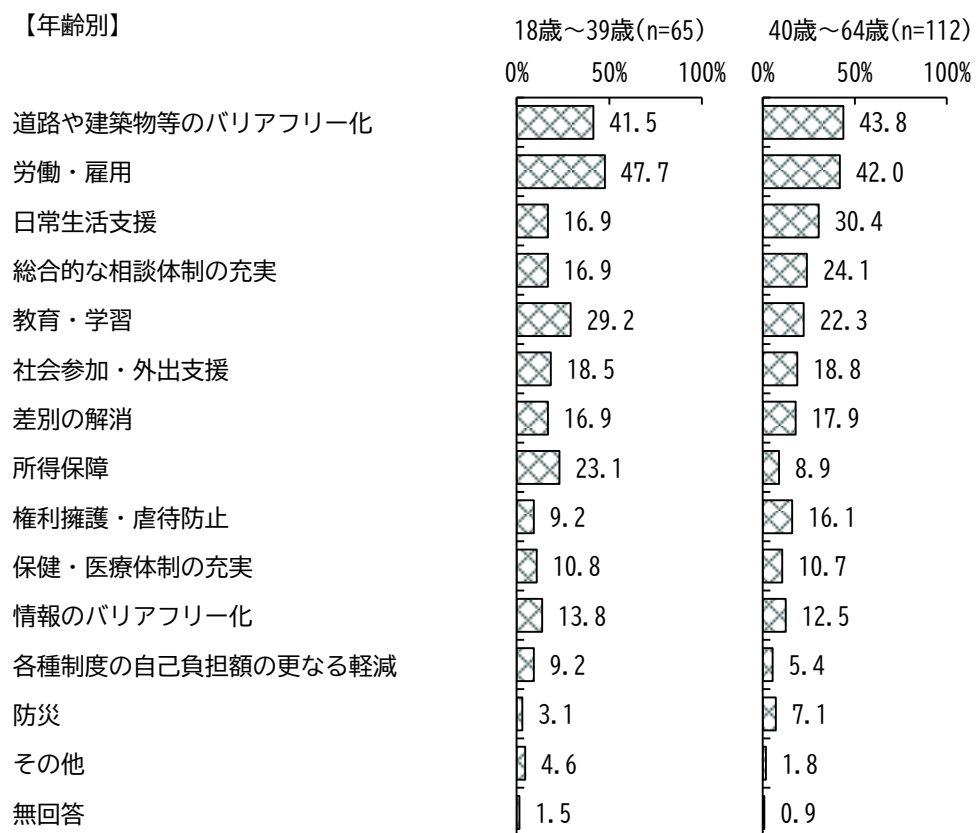 【年齢別】 18歳～39歳(n=65) 40歳～64歳(n=112)
0% 50% 100% 0% 50% 100%
道路や建築物等のバリアフリー化 41.5 43.8
労働・雇用 47.7 42.0
日常生活支援 16.9 30.4
総合的な相談体制の充実 16.9 24.1
教育・学習 29.2 22.3
社会参加・外出支援 18.5 18.8
差別の解消 16.9 17.9
所得保障 23.1 8.9
権利擁護・虐待防止 9.2 16.1
保健・医療体制の充実 10.8 10.7
情報のバリアフリー化 13.8 12.5
各種制度の自己負担額の更なる軽減 9.2 5.4
防災 3.1 7.1
その他 4.6 1.8
無回答 1.5 0.9